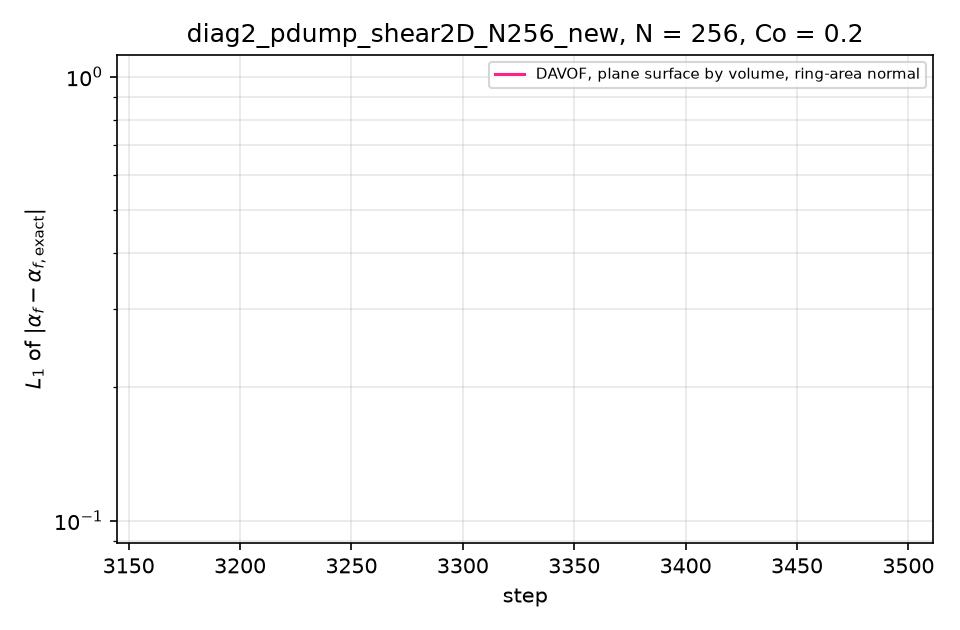 diag2_pdump_shear2D_N256_new, N = 256, Co = 0.2
DAVOF, plane surface by volume, ring-area normal
L₁ of |α_f − α_{f,exact}|
10⁰
10⁻¹
3150 3200 3250 3300 3350 3400 3450 3500
step